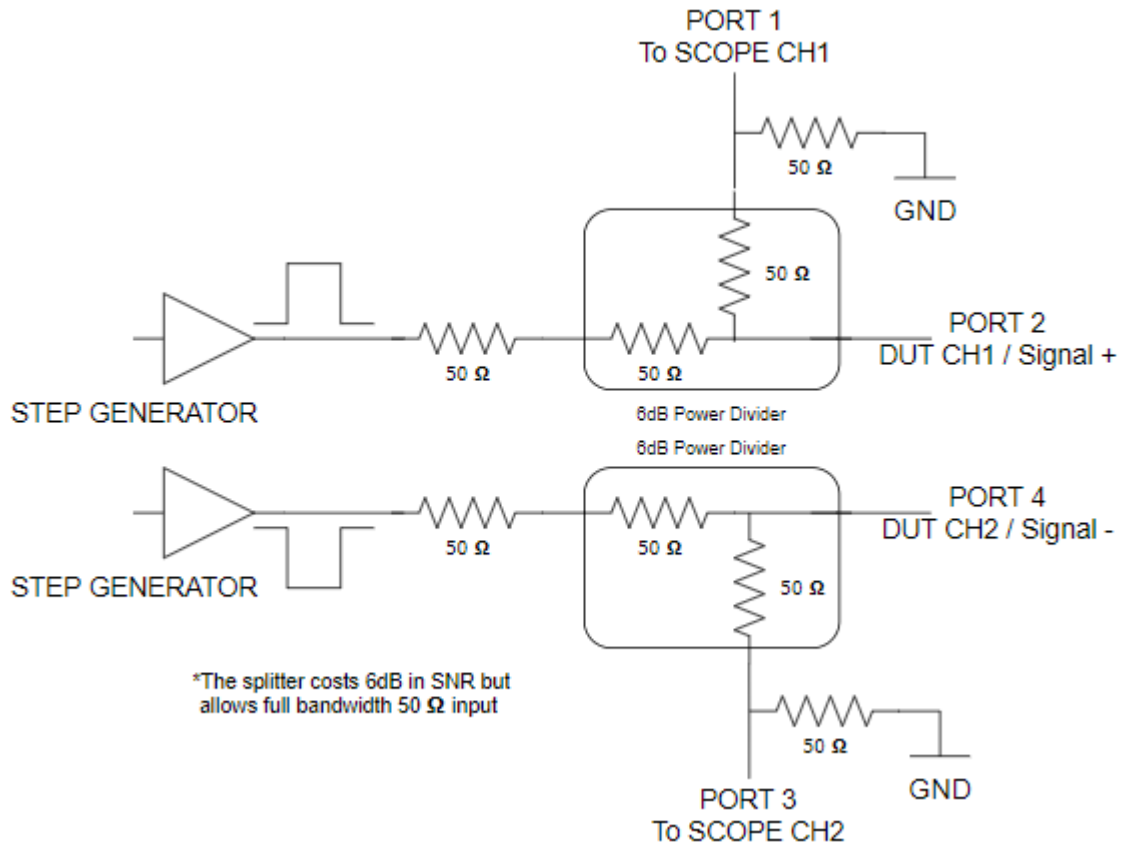 PORT 1
To SCOPE CH1
50 Ω
GND
50 Ω
STEP GENERATOR
50 Ω
50 Ω
PORT 2
DUT CH1 / Signal +
6dB Power Divider
6dB Power Divider
STEP GENERATOR
50 Ω
50 Ω
PORT 4
DUT CH2 / Signal -
50 Ω
*The splitter costs 6dB in SNR but
allows full bandwidth 50 Ω input
50 Ω
GND
PORT 3
To SCOPE CH2